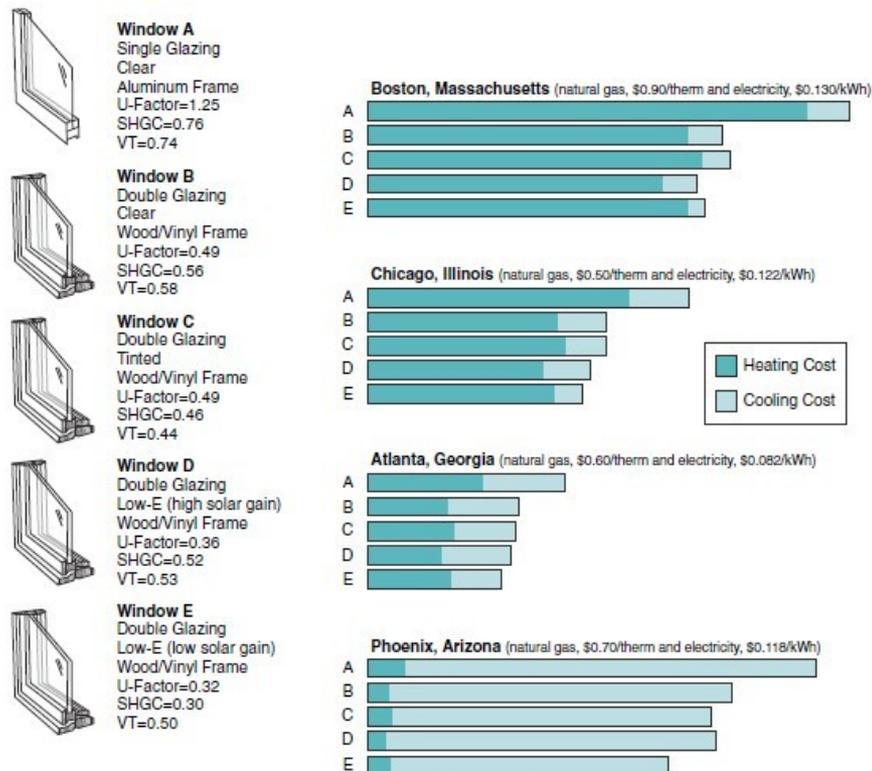 Window A
Single Glazing
Clear
Aluminum Frame
U-Factor=1.25
SHGC=0.76
VT=0.74
Window B
Double Glazing
Clear
Wood/Vinyl Frame
U-Factor=0.49
SHGC=0.56
VT=0.58
Window C
Double Glazing
Tinted
Wood/Vinyl Frame
U-Factor=0.49
SHGC=0.46
VT=0.44
Window D
Double Glazing
Low-E (high solar gain)
Wood/Vinyl Frame
U-Factor=0.36
SHGC=0.52
VT=0.53
Window E
Double Glazing
Low-E (low solar gain)
Wood/Vinyl Frame
U-Factor=0.32
SHGC=0.30
VT=0.50
Boston, Massachusetts (natural gas, $0.90/therm and electricity, $0.130/kWh)
A
B
C
D
E
Chicago, Illinois (natural gas, $0.50/therm and electricity, $0.122/kWh)
A
B
C
D
E
Heating Cost
Cooling Cost
Atlanta, Georgia (natural gas, $0.60/therm and electricity, $0.082/kWh)
A
B
C
D
E
Phoenix, Arizona (natural gas, $0.70/therm and electricity, $0.118/kWh)
A
B
C
D
E